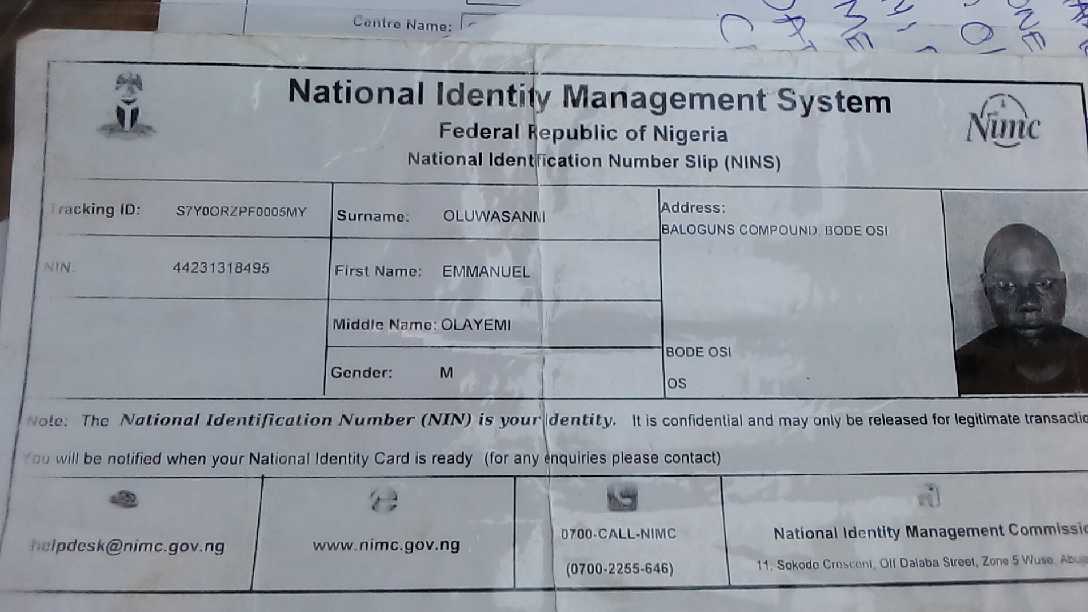 Centre Name:
National Identity Management System
Federal Republic of Nigeria
National Identification Number Slip (NINS)
Nimc
Tracking ID: S7Y0ORZPF0005MY
Surname: OLUWASANMI
Address:
BALOGUNS COMPOUND, BODE OSI
NIN: 44231318495
First Name: EMMANUEL
Middle Name: OLAYEMI
BODE OSI
Gender: M
OS
Note: The National Identification Number (NIN) is your identity. It is confidential and may only be released for legitimate
You will be notified when your National Identity Card is ready (for any enquiries please contact)
helpdesk@nimc.gov.ng
www.nimc.gov.ng
0700-CALL-NIMC
(0700-2255-646)
National Identity Management
11, Sokode Crescent, Off Dalaba Street, Zone 5 Wuse,